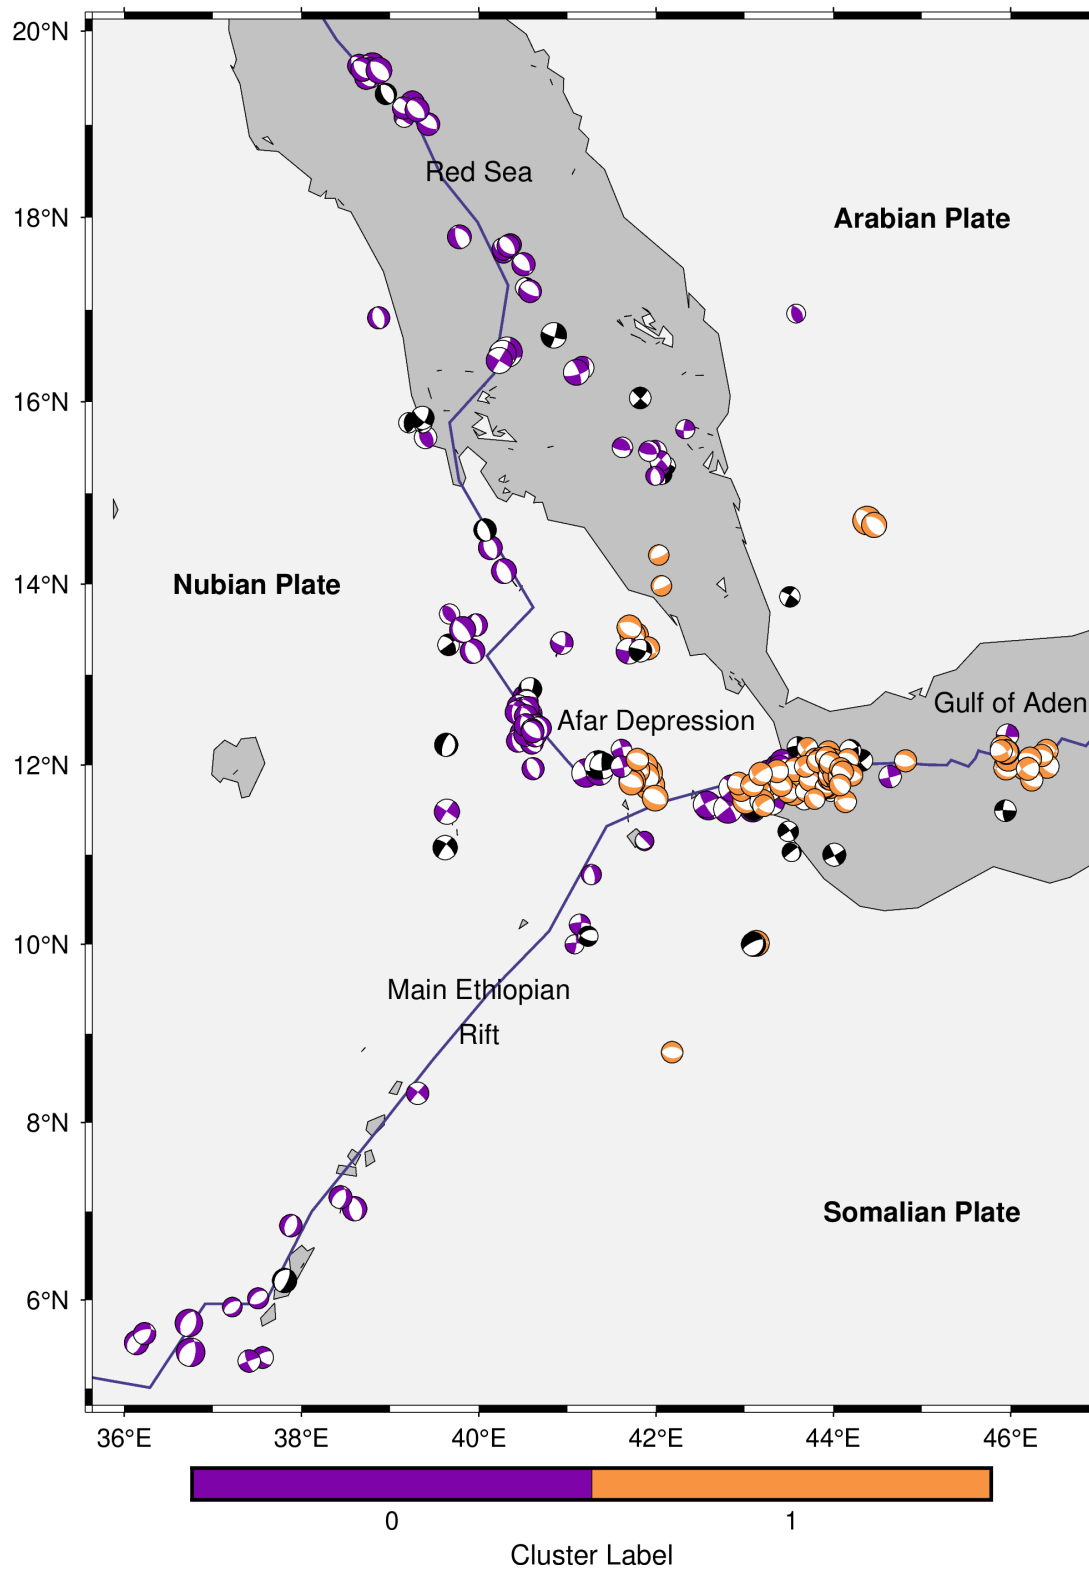 20°N
18°N
16°N
14°N
12°N
10°N
8°N
6°N
Red Sea
Arabian Plate
Nubian Plate
Gulf of Aden
Afar Depression
Main Ethiopian
Rift
Somalian Plate
36°E
38°E
40°E
42°E
44°E
46°E
0
1
Cluster Label